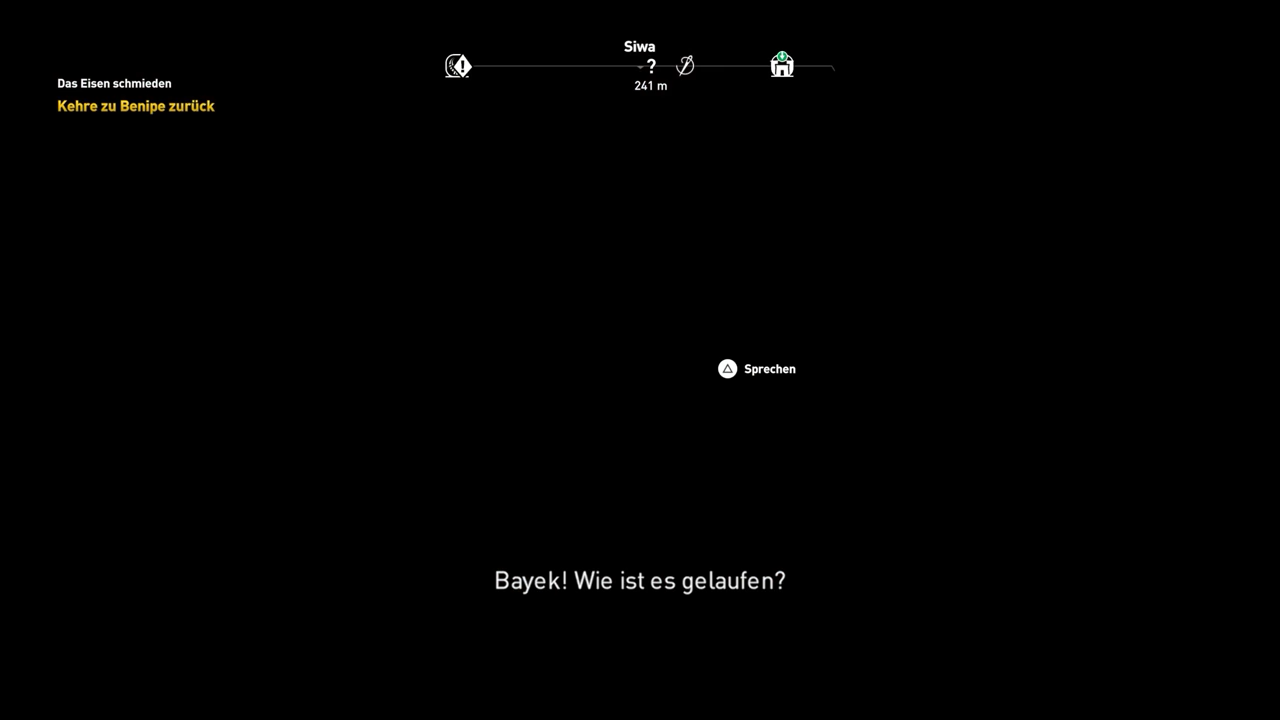 Siwa
?
241 m
Das Eisen schmieden
Kehre zu Benipe zurück
Sprechen
Bayek! Wie ist es gelaufen?